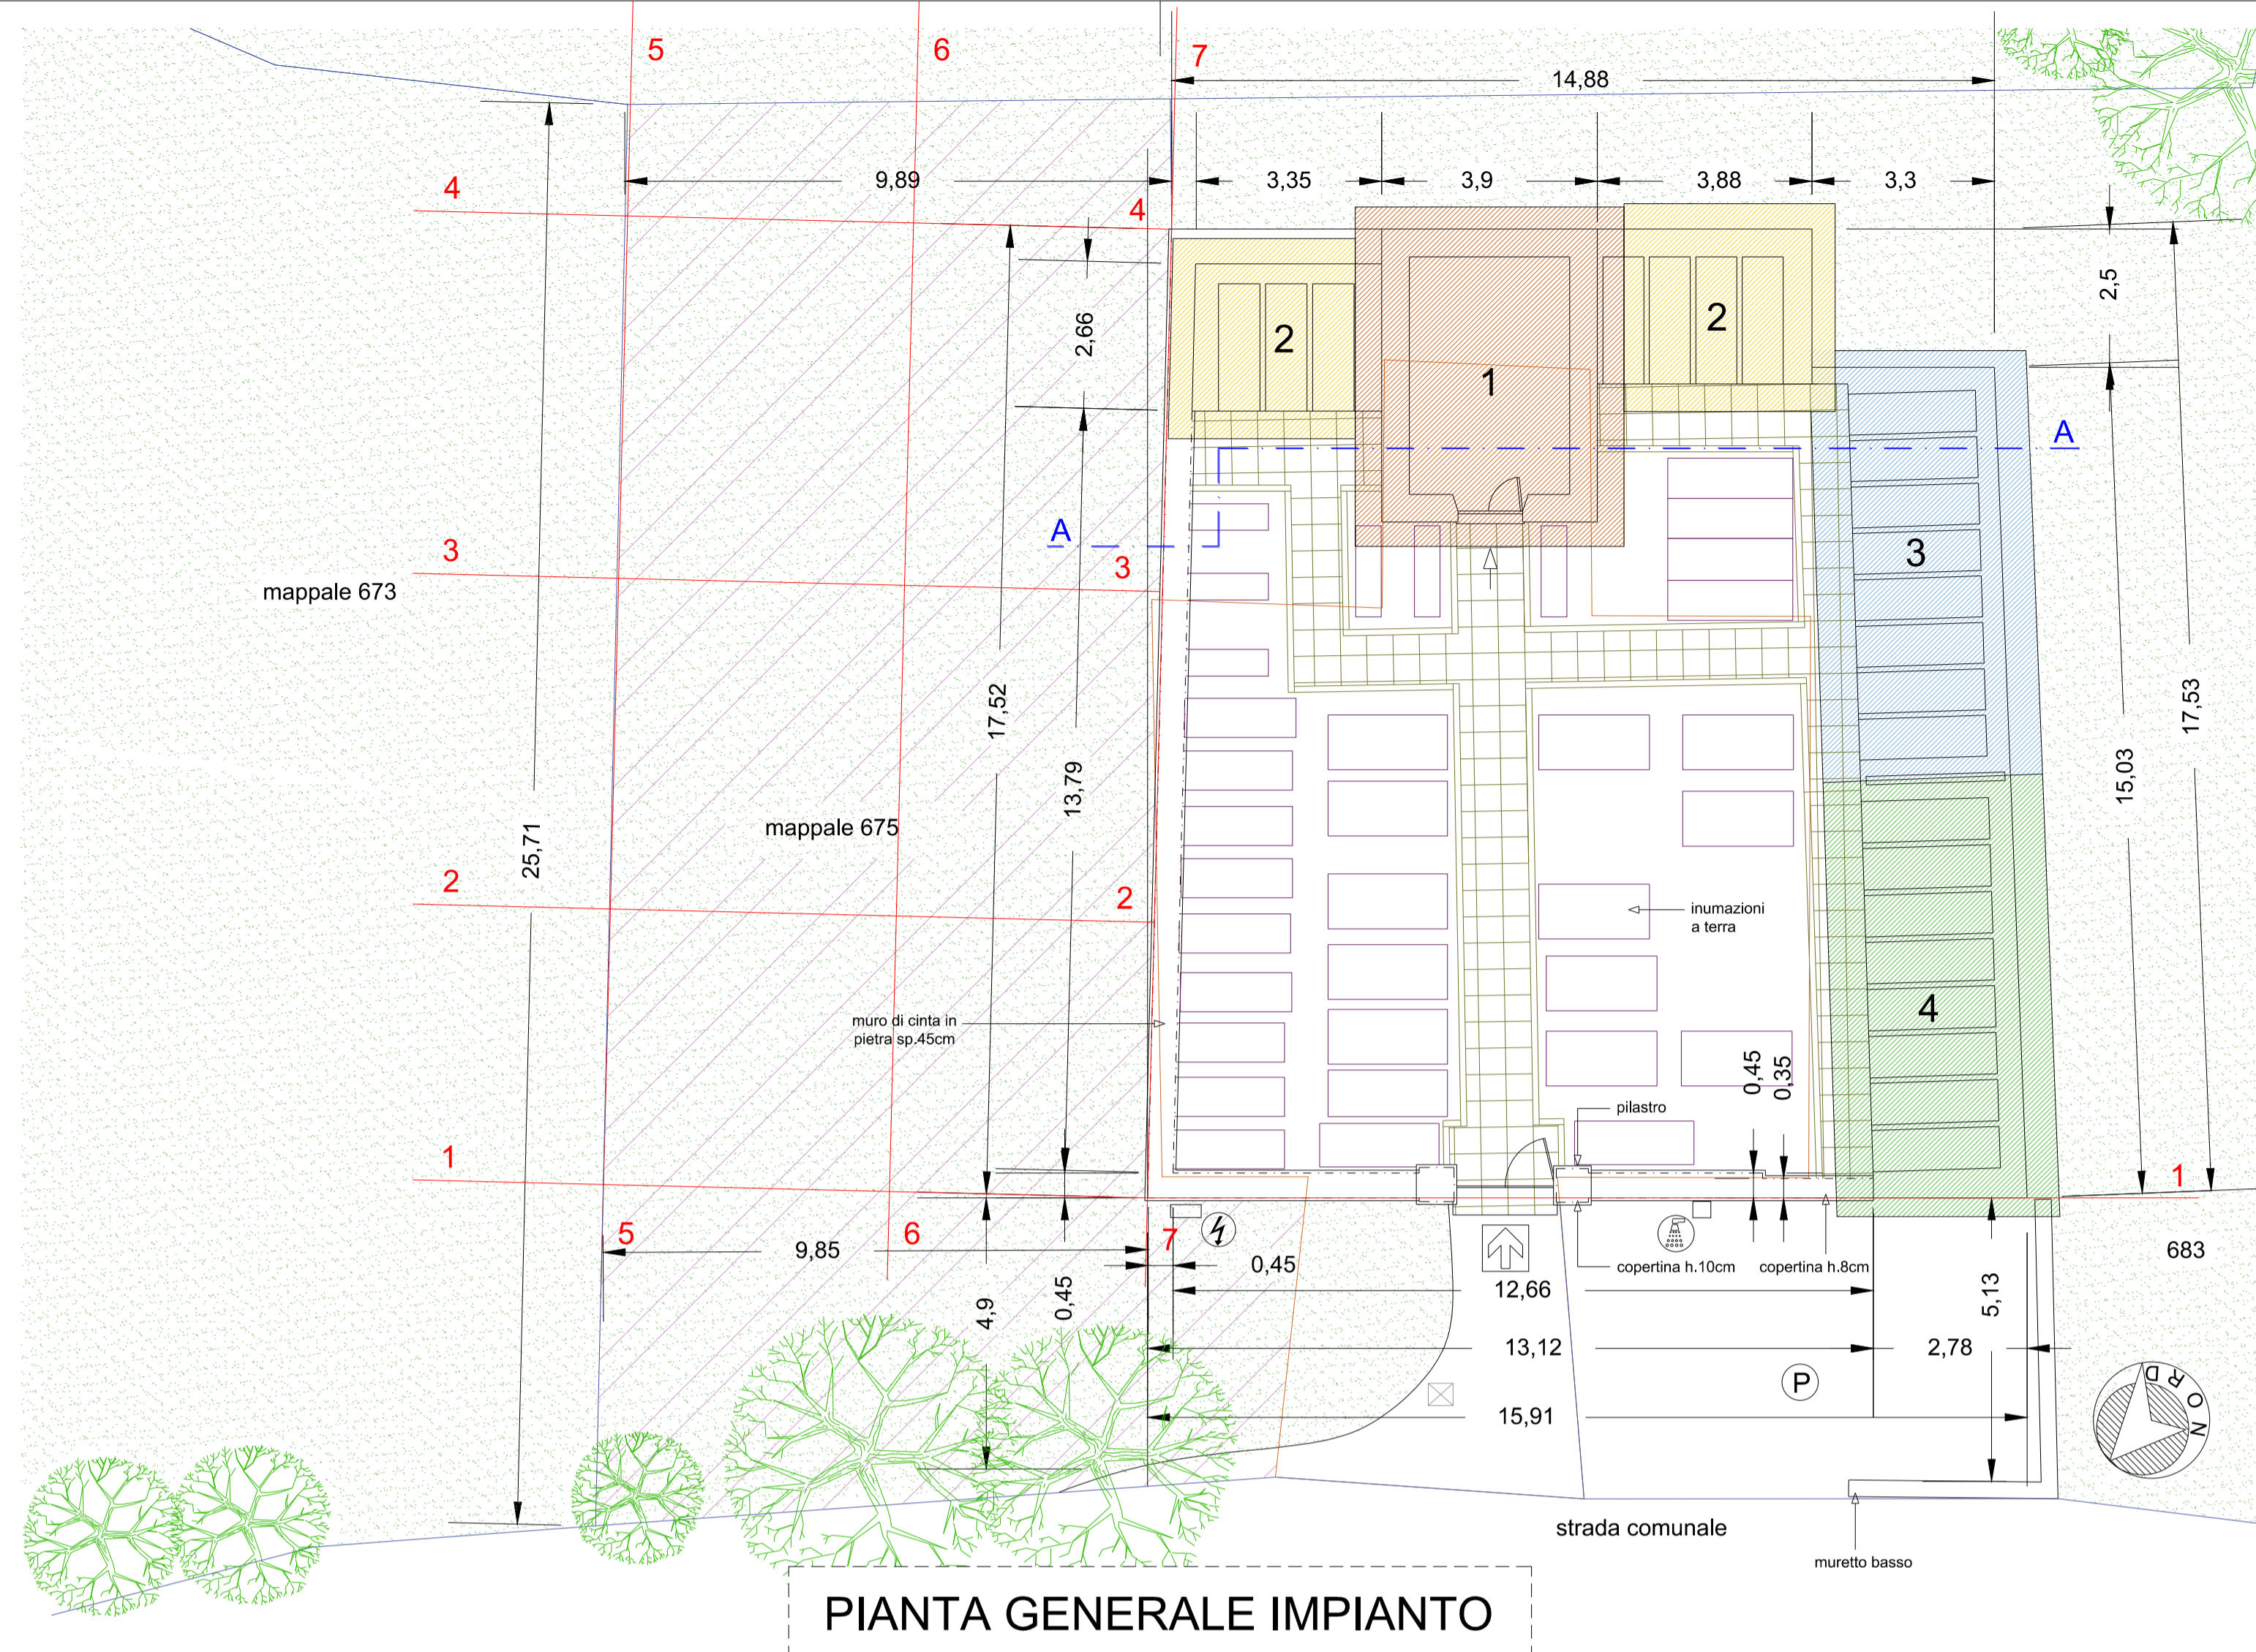 5
6
7
14,88
9,89
3,35
3,9
3,88
3,3
4
4
2,5
2,66
2
1
2
A
A
3
3
3
mappale 673
17,52
17,53
13,79
15,03
mappale 675
25,71
2
2
inumazioni
a terra
4
muro di cinta in
pietra sp.45cm
0,45
0,35
pilastro
1
1
5
6
7
9,85
0,45
683
copertina h.10cm
copertina h.8cm
12,66
4,9
0,45
5,13
13,12
2,78
P
15,91
NORD
strada comunale
muretto basso
PIANTA GENERALE IMPIANTO